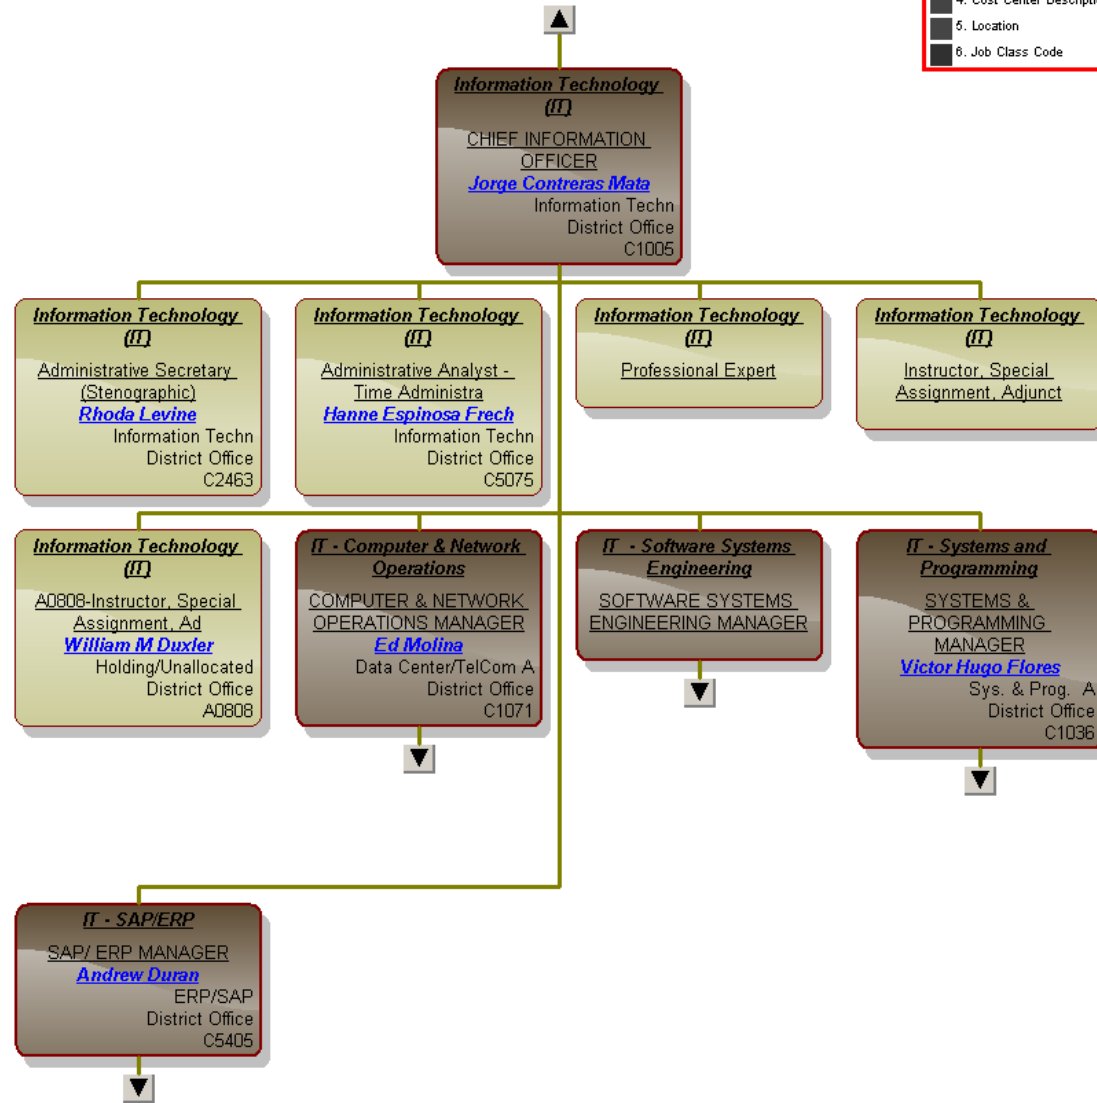 4. Cost Center Descripti
5. Location
6. Job Class Code
Information Technology
(IT)
CHIEF INFORMATION
OFFICER
Jorge Contreras Mata
Information Techn
District Office
C1005
Information Technology
(IT)
Administrative Secretary
(Stenographic)
Rhoda Levine
Information Techn
District Office
C2463
Information Technology
(IT)
Administrative Analyst -
Time Administra
Hanne Espinosa Frech
Information Techn
District Office
C5075
Information Technology
(IT)
Professional Expert
Information Technology
(IT)
Instructor, Special
Assignment, Adjunct
Information Technology
(IT)
A0808-Instructor, Special
Assignment, Ad
William M Duxler
Holding/Unallocated
District Office
A0808
IT - Computer & Network
Operations
COMPUTER & NETWORK
OPERATIONS MANAGER
Ed Molina
Data Center/TelCom A
District Office
C1071
IT - Software Systems
Engineering
SOFTWARE SYSTEMS
ENGINEERING MANAGER
IT - Systems and
Programming
SYSTEMS &
PROGRAMMING
MANAGER
Victor Hugo Flores
Sys. & Prog. A
District Office
C1036
IT - SAP/ERP
SAP/ ERP MANAGER
Andrew Duran
ERP/SAP
District Office
C5405